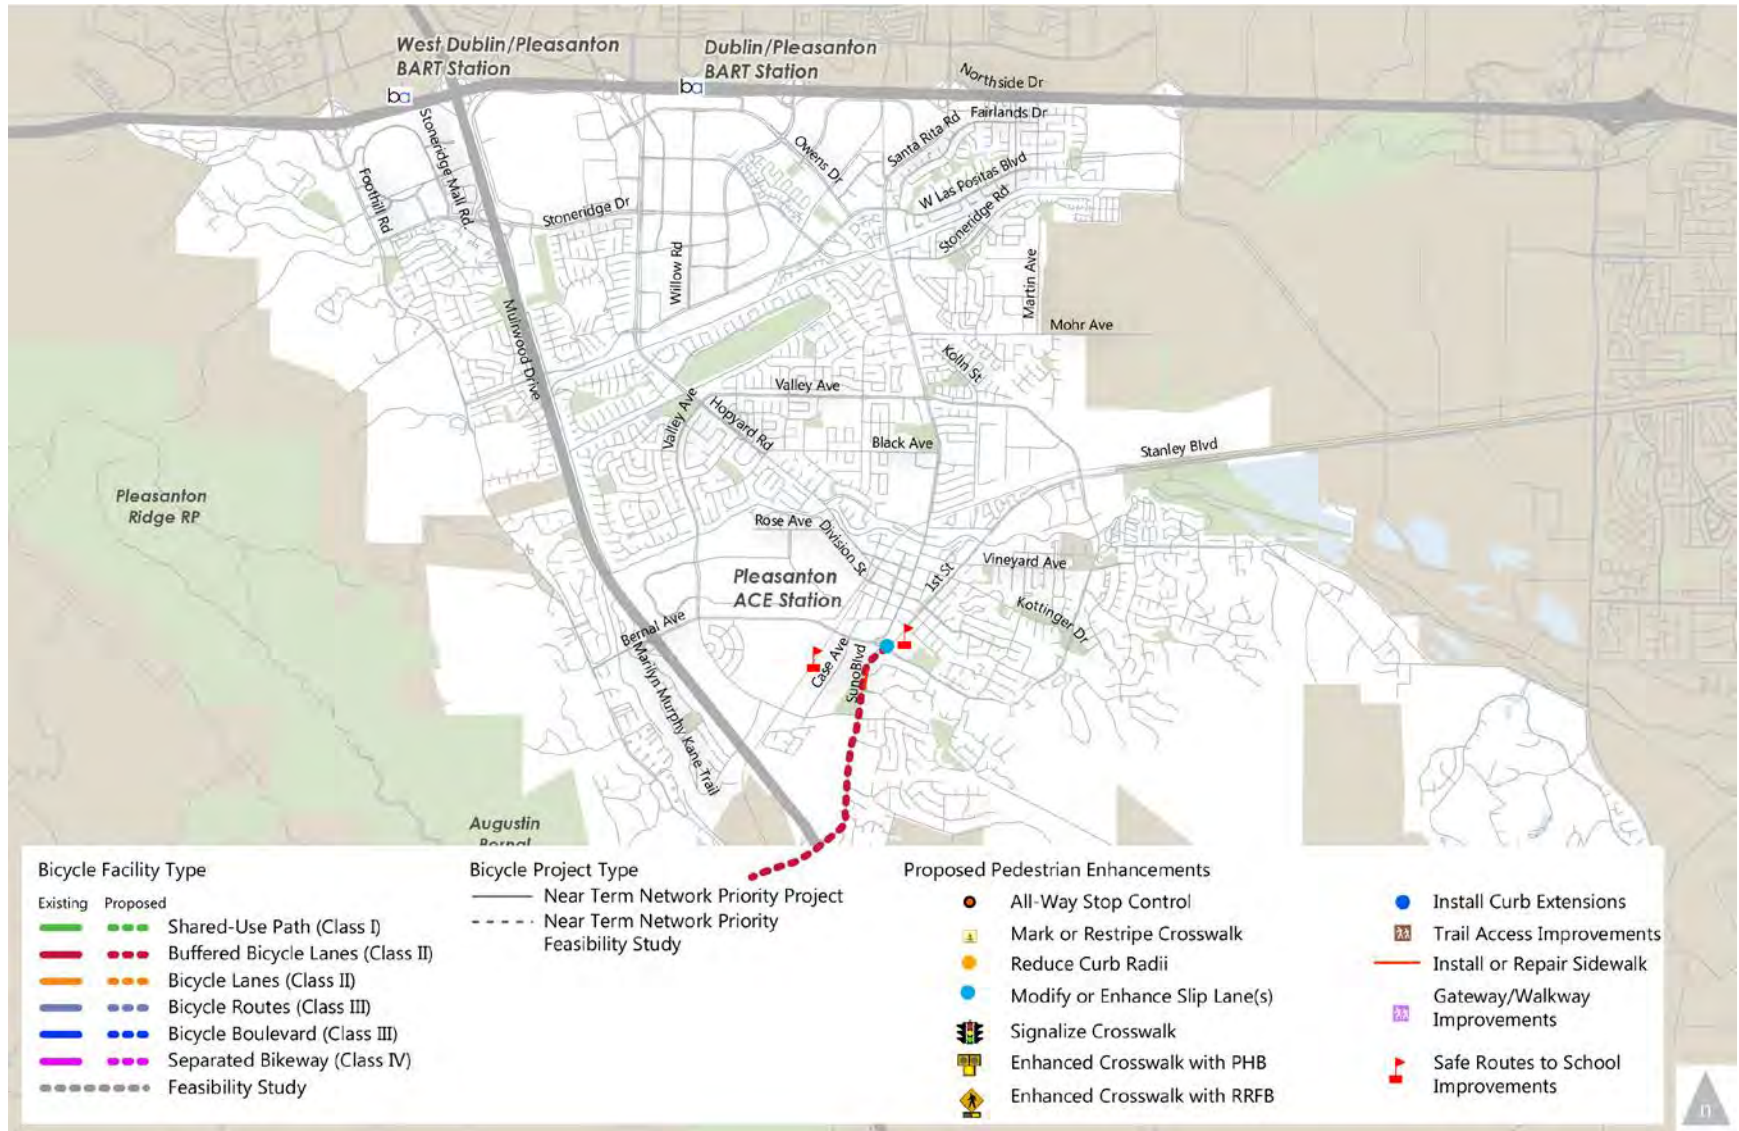 West Dublin/Pleasanton
BART Station
Dublin/Pleasanton
BART Station
ba
ba
Northside Dr
Fairlands Dr
Santa Rita Rd
Stoneridge Mall Rd.
Owens Dr
W Las Positas Blvd
Foothill Rd
Stoneridge Dr
Stoneridge Rd
Willow Rd
Martin Ave
Mohr Ave
Muirwood Drive
Kolln St
Valley Ave
Valley Ave
Hopyard Rd
Black Ave
Stanley Blvd
Pleasanton
Ridge RP
Rose Ave
Division St
Vineyard Ave
1st St
Pleasanton
ACE Station
Kottinger Dr
Bernal Ave
Case Ave
SunoBlvd
Marilyn Murphy Kane Trail
Augustin
Bernal
Bicycle Facility Type
Existing Proposed
Shared-Use Path (Class I)
Buffered Bicycle Lanes (Class II)
Bicycle Lanes (Class II)
Bicycle Routes (Class III)
Bicycle Boulevard (Class III)
Separated Bikeway (Class IV)
Feasibility Study
Bicycle Project Type
Near Term Network Priority Project
Near Term Network Priority
Feasibility Study
Proposed Pedestrian Enhancements
All-Way Stop Control
Mark or Restripe Crosswalk
Reduce Curb Radii
Modify or Enhance Slip Lane(s)
Signalize Crosswalk
Enhanced Crosswalk with PHB
Enhanced Crosswalk with RRFB
Install Curb Extensions
Trail Access Improvements
Install or Repair Sidewalk
Gateway/Walkway
Improvements
Safe Routes to School
Improvements
n